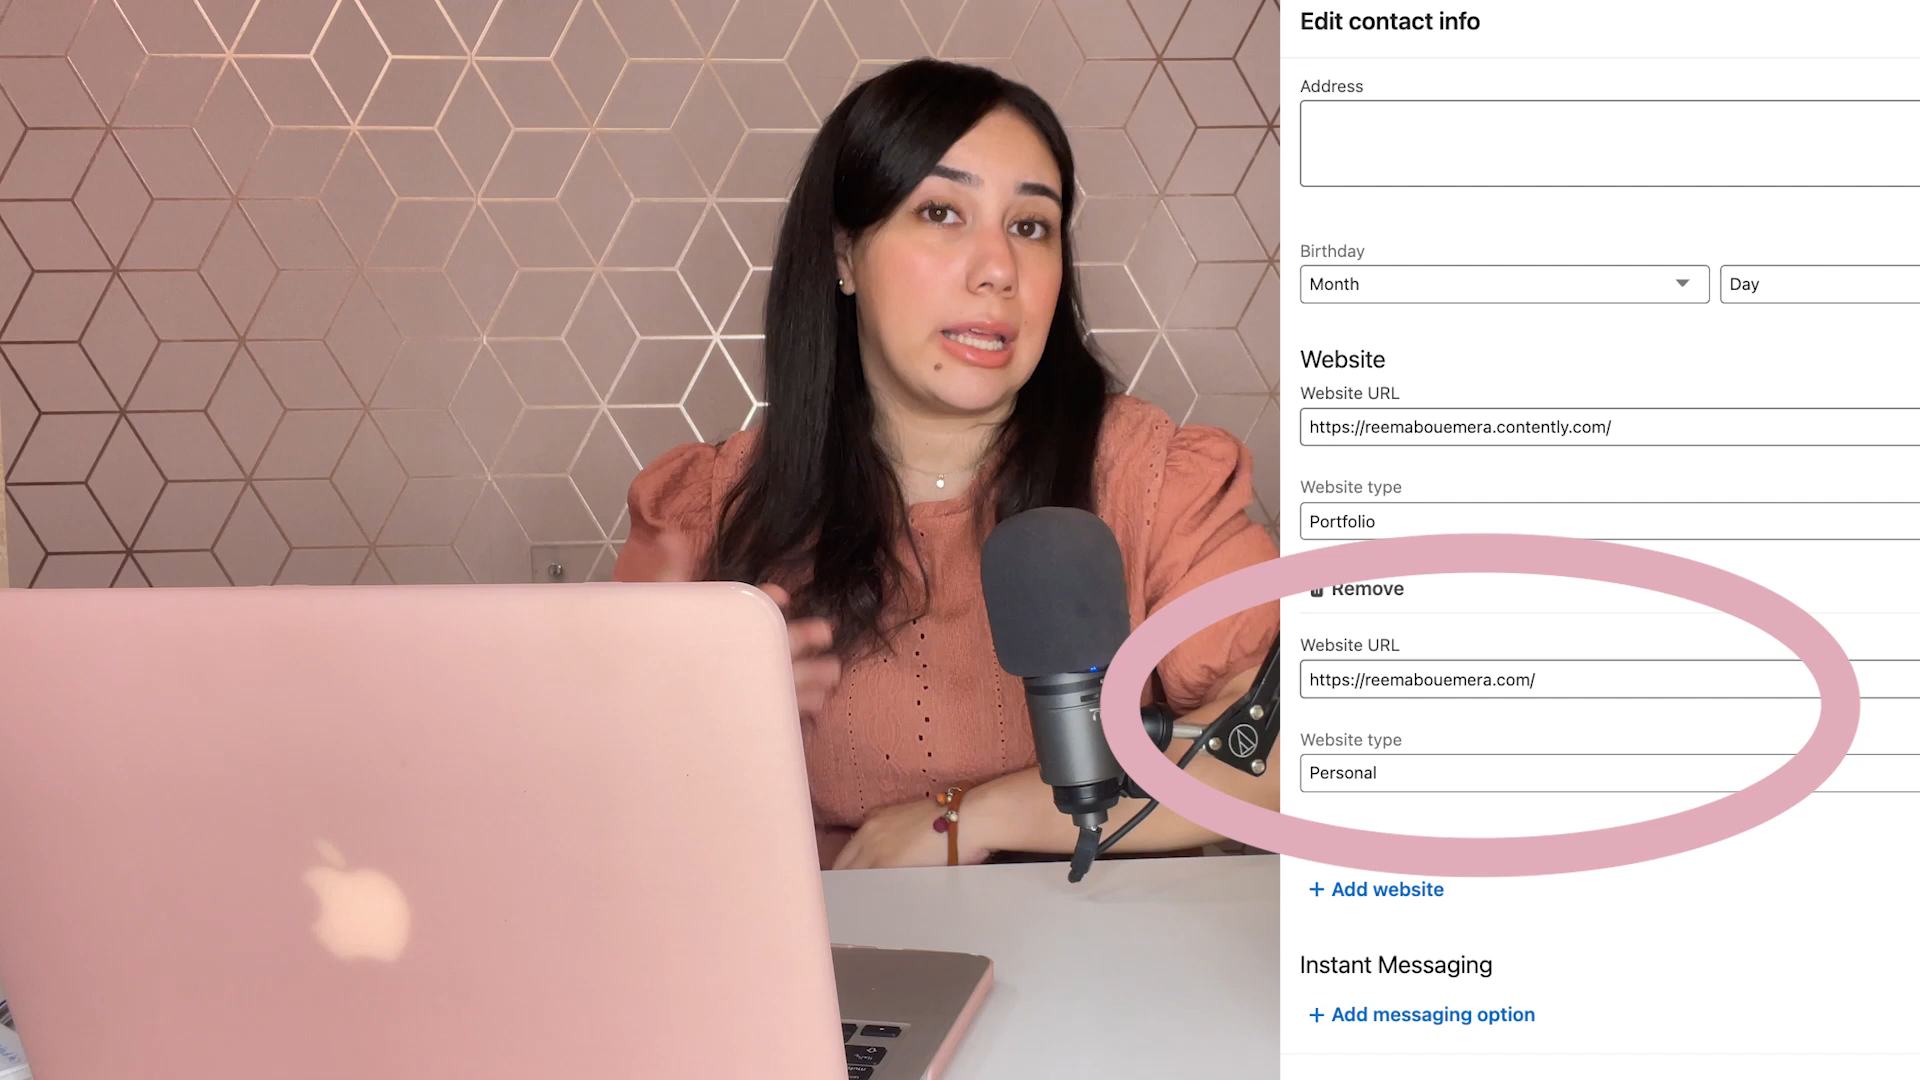 Edit contact info
Address
Birthday
Month
Day
Website
Website URL
https://reemabouemera.contently.com/
Website type
Portfolio
Remove
Website URL
https://reemabouemera.com/
Website type
Personal
+ Add website
Instant Messaging
+ Add messaging option